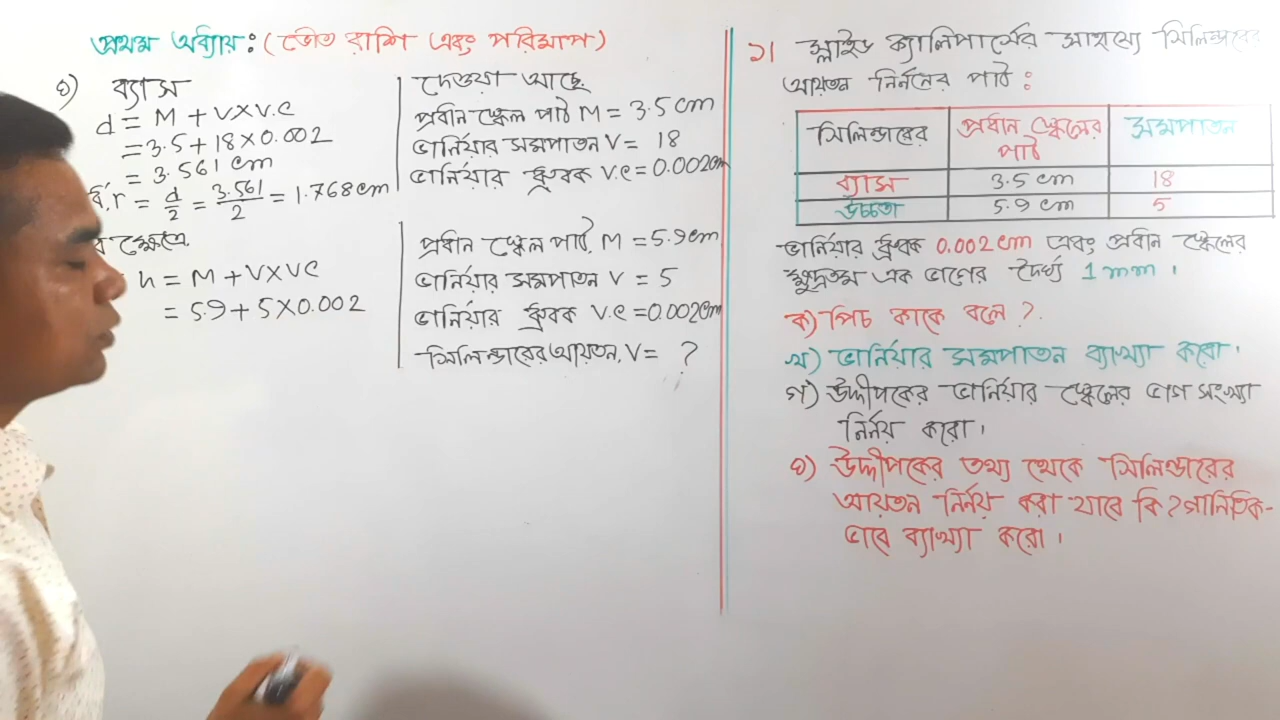 প্রথম অধ্যায়ঃ (ভৌত রাশি এবং পরিমাপ)
ঘ) ব্যাস
d = M + V×V.C
= 3.5 + 18×0.002
= 3.561 cm
r = d/2 = 3.561/2 = 1.768 cm
ক্ষেত্রে
h = M + V×VC
= 5.9 + 5×0.002
দেওয়া আছে
প্রধান স্কেল পাঠ M = 3.5 cm
ভার্নিয়ার সমপাতন V = 18
ভার্নিয়ার ধ্রুবক V.C = 0.002cm
প্রধান স্কেল পাঠ M = 5.9cm
ভার্নিয়ার সমপাতন V = 5
ভার্নিয়ার ধ্রুবক V.C = 0.002cm
সিলিন্ডারের আয়তন, V = ?
১। স্লাইড ক্যালিপার্সের সাহায্যে সিলিন্ডারের
আয়তন নির্ণয়ের পাঠ :
সিলিন্ডারের প্রধান স্কেলের পাঠ সমপাতন
ব্যাস 3.5 cm 18
উচ্চতা 5.9 cm 5
ভার্নিয়ার ধ্রুবক 0.002 cm এবং প্রধান স্কেলের
ক্ষুদ্রতম এক ভাগের দৈর্ঘ্য 1 mm ।
ক) পিচ কাকে বলে ?
খ) ভার্নিয়ার সমপাতন ব্যাখ্যা করো।
গ) উদ্দীপকের ভার্নিয়ার স্কেলের ভাগ সংখ্যা
নির্ণয় করো।
ঘ) উদ্দীপকের তথ্য থেকে সিলিন্ডারের
আয়তন নির্ণয় করা যাবে কি? গানিতিক-
ভাবে ব্যাখ্যা করো।